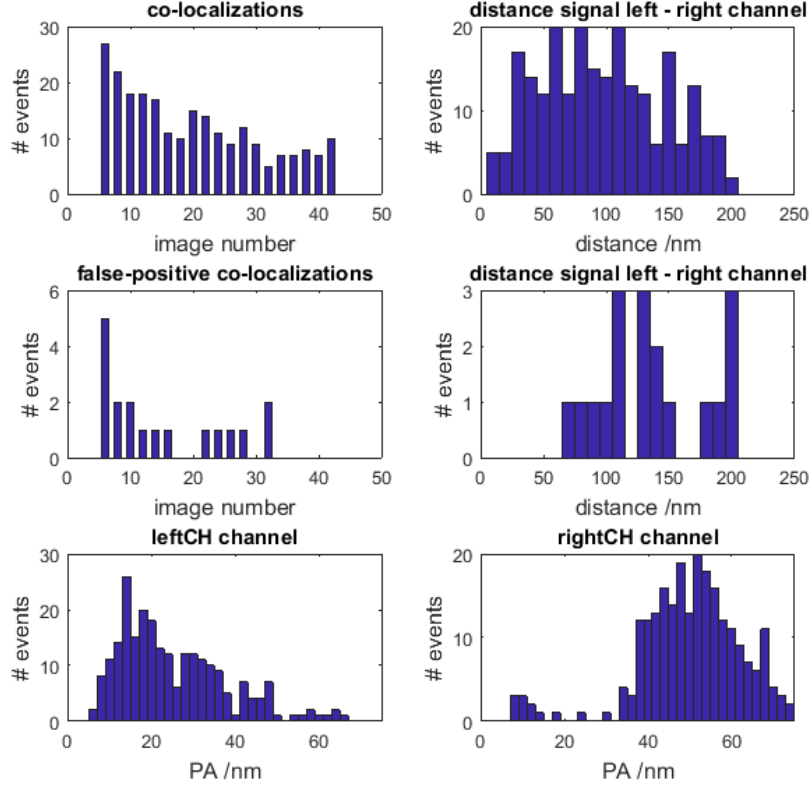 co-localizations
# events
30
20
10
0
0 10 20 30 40 50
image number
distance signal left - right channel
# events
20
10
0
0 50 100 150 200 250
distance /nm
false-positive co-localizations
# events
6
4
2
0
0 10 20 30 40 50
image number
distance signal left - right channel
# events
3
2
1
0
0 50 100 150 200 250
distance /nm
leftCH channel
# events
30
20
10
0
0 20 40 60
PA /nm
rightCH channel
# events
20
10
0
0 20 40 60
PA /nm